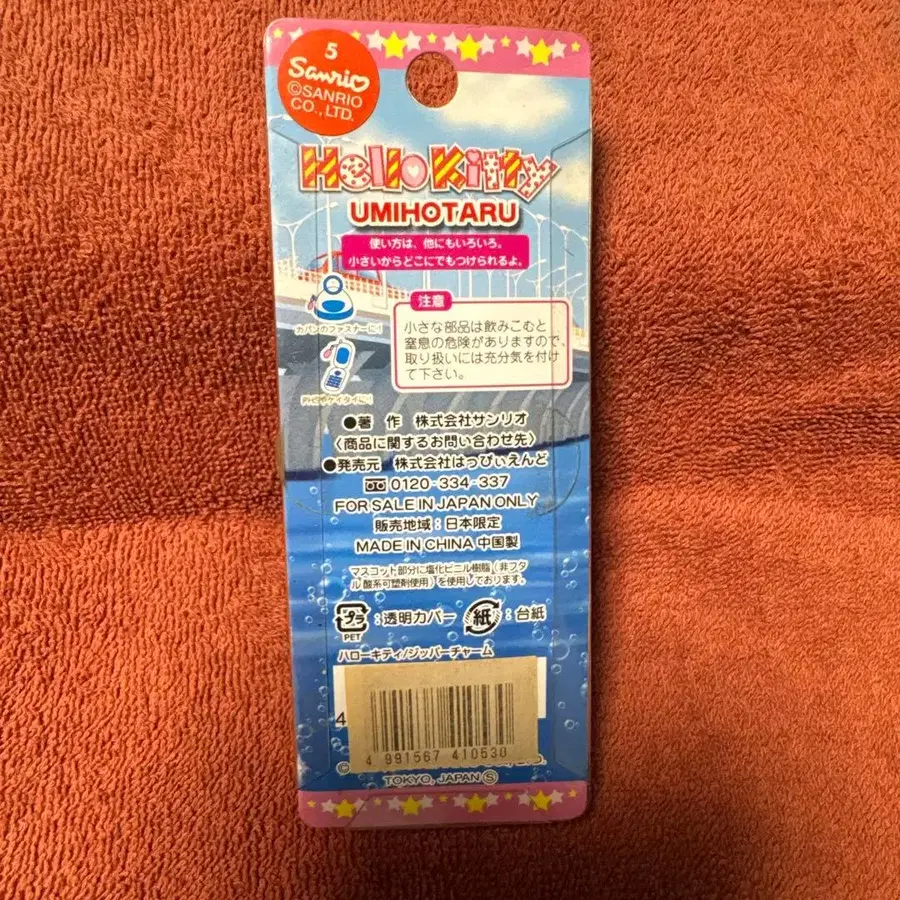 5
Sanrio
©SANRIO
CO., LTD.
Hello Kitty
UMIHOTARU
使い方は、他にもいろいろ。
小さいからどこにでもつけられるよ。
カバンのファスナーに!
注意
小さな部品は飲みこむと
窒息の危険がありますので、
取り扱いには充分気を付け
て下さい。
PHSやケイタイに!
●著 作 株式会社サンリオ
〈商品に関するお問い合わせ先〉
●発売元 株式会社はっぴぃえんど
0120-334-337
FOR SALE IN JAPAN ONLY
販売地域:日本限定
MADE IN CHINA 中国製
マスコット部分に塩化ビニル樹脂(非フタ
ル酸系可塑剤使用)を使用しております。
プラ
PET
:透明カバー
紙
:台紙
ハローキティ/ジッパーチャーム
4
4 991567 410530
©
TOKYO, JAPAN Ⓢ